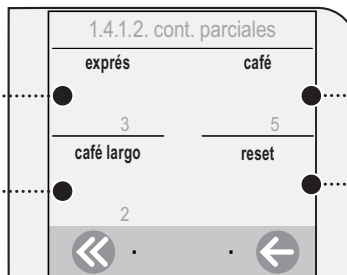 1.4.1.2. cont. parciales
exprés café
3 5
café largo reset
2